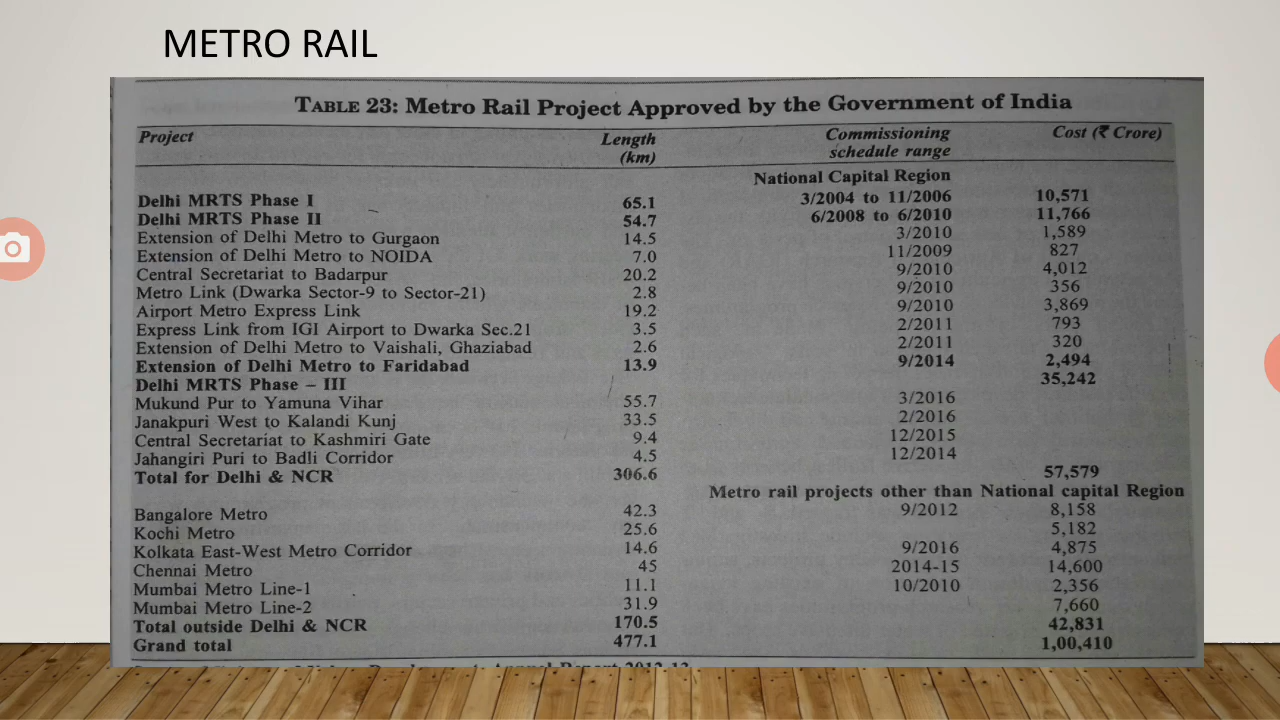 METRO RAIL
TABLE 23: Metro Rail Project Approved by the Government of India
Project Length (km) Commissioning schedule range Cost (₹ Crore)
National Capital Region
Delhi MRTS Phase I 65.1 3/2004 to 11/2006 10,571
Delhi MRTS Phase II 54.7 6/2008 to 6/2010 11,766
Extension of Delhi Metro to Gurgaon 14.5 3/2010 1,589
Extension of Delhi Metro to NOIDA 7.0 11/2009 827
Central Secretariat to Badarpur 20.2 9/2010 4,012
Metro Link (Dwarka Sector-9 to Sector-21) 2.8 9/2010 356
Airport Metro Express Link 19.2 9/2010 3,869
Express Link from IGI Airport to Dwarka Sec.21 3.5 2/2011 793
Extension of Delhi Metro to Vaishali, Ghaziabad 2.6 2/2011 320
Extension of Delhi Metro to Faridabad 13.9 9/2014 2,494
Delhi MRTS Phase – III 35,242
Mukund Pur to Yamuna Vihar 55.7 3/2016
Janakpuri West to Kalandi Kunj 33.5 2/2016
Central Secretariat to Kashmiri Gate 9.4 12/2015
Jahangiri Puri to Badli Corridor 4.5 12/2014
Total for Delhi & NCR 306.6 57,579
Metro rail projects other than National capital Region
Bangalore Metro 42.3 9/2012 8,158
Kochi Metro 25.6 5,182
Kolkata East-West Metro Corridor 14.6 9/2016 4,875
Chennai Metro 45 2014-15 14,600
Mumbai Metro Line-1 11.1 10/2010 2,356
Mumbai Metro Line-2 31.9 7,660
Total outside Delhi & NCR 170.5 42,831
Grand total 477.1 1,00,410
Annual Report 2012-13